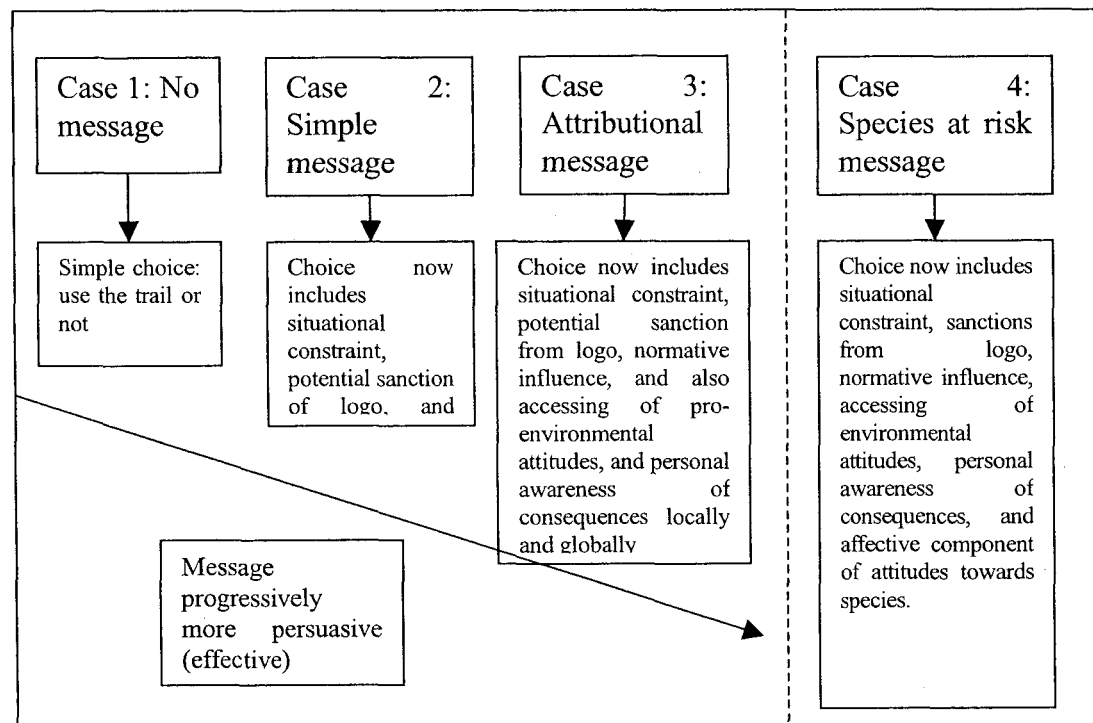 Case 1: No
message
Simple choice:
use the trail or
not
Case 2:
Simple
message
Choice now
includes
situational
constraint,
potential sanction
of logo, and
Case 3:
Attributional
message
Choice now includes
situational constraint,
potential sanction
from logo, normative
influence, and also
accessing of pro-
environmental
attitudes, and personal
awareness of
consequences locally
and globally
Case 4:
Species at risk
message
Choice now includes
situational
constraint, sanctions
from logo,
normative influence,
accessing of
environmental
attitudes, personal
awareness of
consequences, and
affective component
of attitudes towards
species.
Message
progressively
more persuasive
(effective)